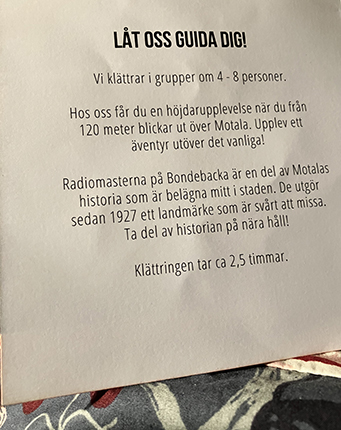 LÅT OSS GUIDA DIG!
Vi klättrar i grupper om 4 - 8 personer.
Hos oss får du en höjdarupplevelse när du från
120 meter blickar ut över Motala. Upplev ett
äventyr utöver det vanliga!
Radiomasterna på Bondebacka är en del av Motalas
historia som är belägna mitt i staden. De utgör
sedan 1927 ett landmärke som är svårt att missa.
Ta del av historian på nära håll!
Klättringen tar ca 2,5 timmar.